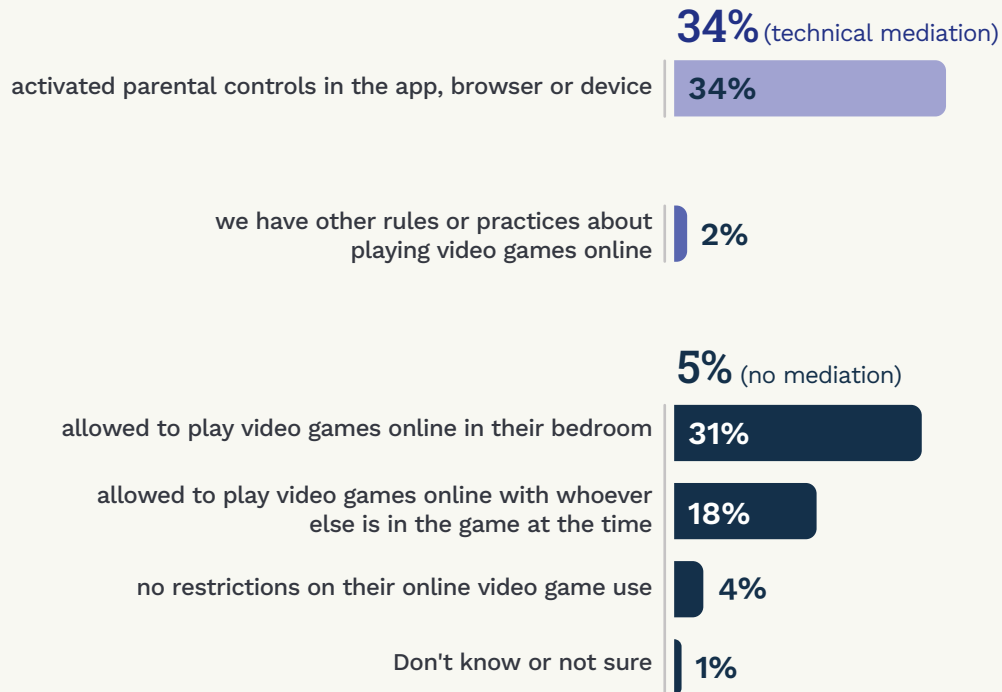 34% (technical mediation)
activated parental controls in the app, browser or device
34%
we have other rules or practices about
playing video games online
2%
5% (no mediation)
allowed to play video games online in their bedroom
31%
allowed to play video games online with whoever
else is in the game at the time
18%
no restrictions on their online video game use
4%
Don't know or not sure
1%